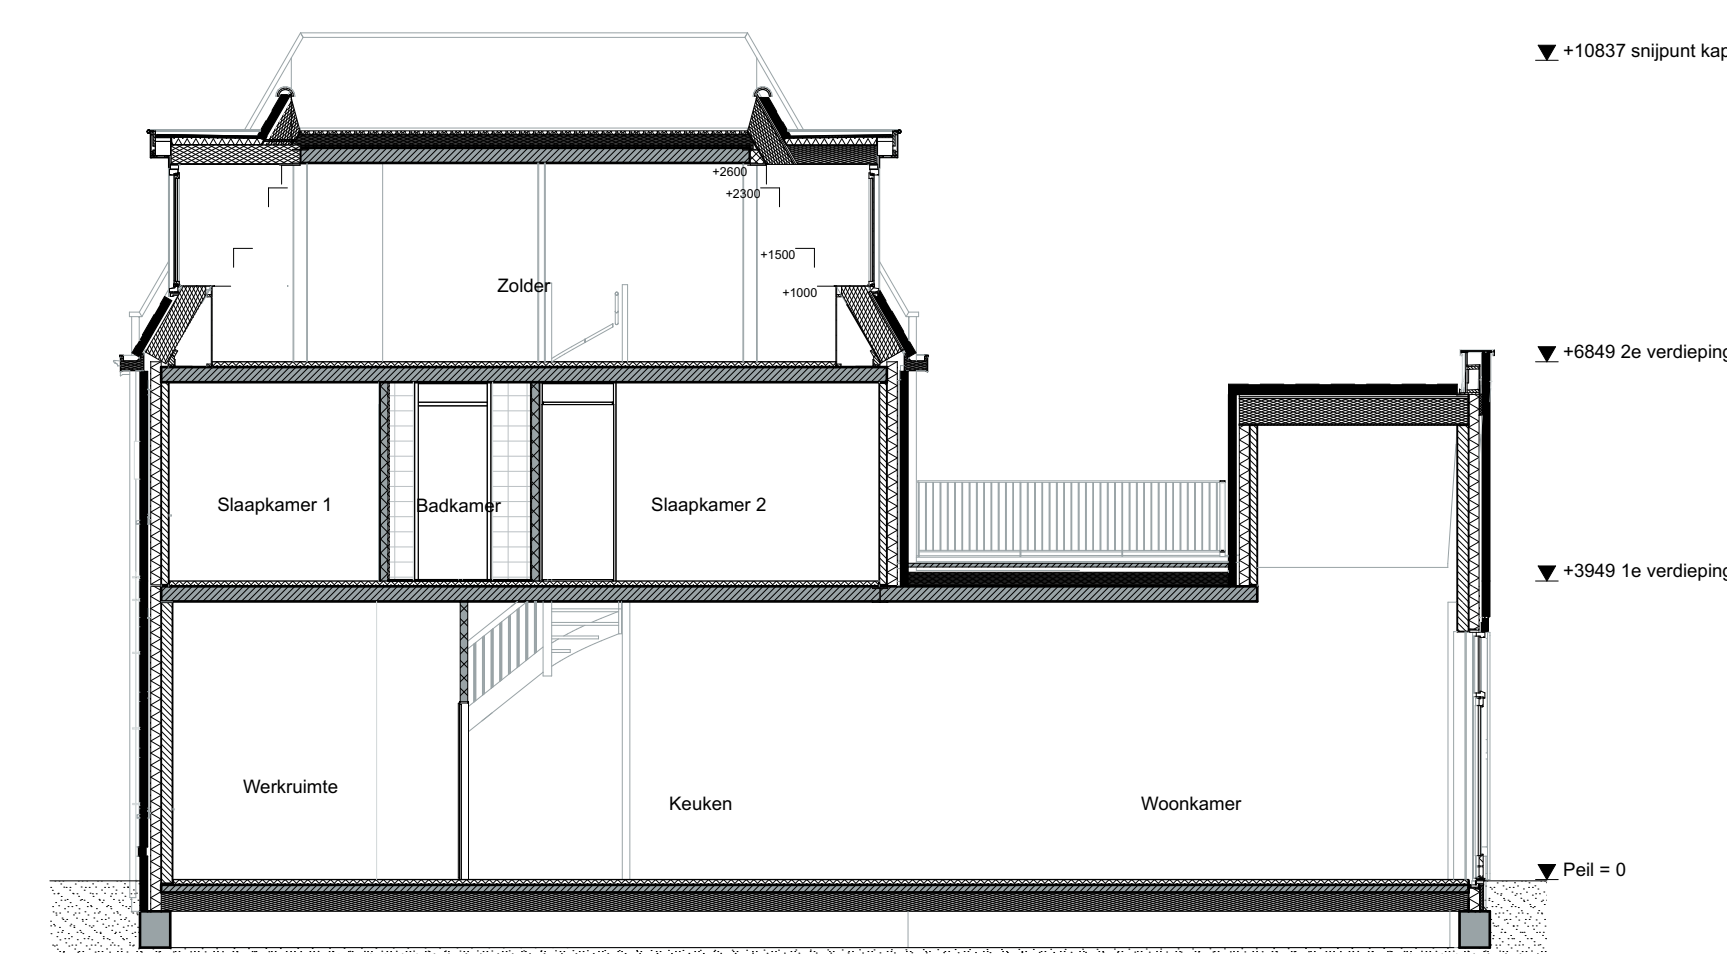 +10837 snijpunt kap
+2600
+2300
+1500
+1000
Zolder
+6849 2e verdieping
Slaapkamer 1
Badkamer
Slaapkamer 2
+3949 1e verdieping
Werkruimte
Keuken
Woonkamer
Peil = 0